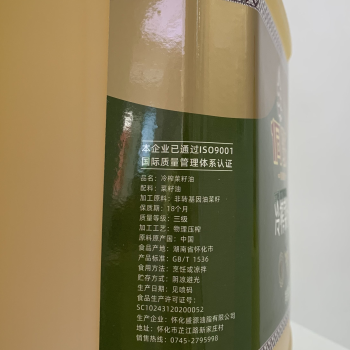 本企业已通过ISO9001
国际质量管理体系认证
品名：冷榨菜籽油
配料：菜籽油
加工原料：非转基因油菜籽
保质期：18个月
质量等级：三级
加工工艺：物理压榨
原料原产国：中国
食品产地：湖南省怀化市
产品标准：GB/T 1536
食用方法：烹饪或凉拌
贮存方式：阴凉避光
生产日期：见喷码
食品生产许可证号：
SC10243120200052
生产企业：怀化盛源油脂有限公司
地址：怀化市芷江路新家庄村
售后热线：0745-2795998